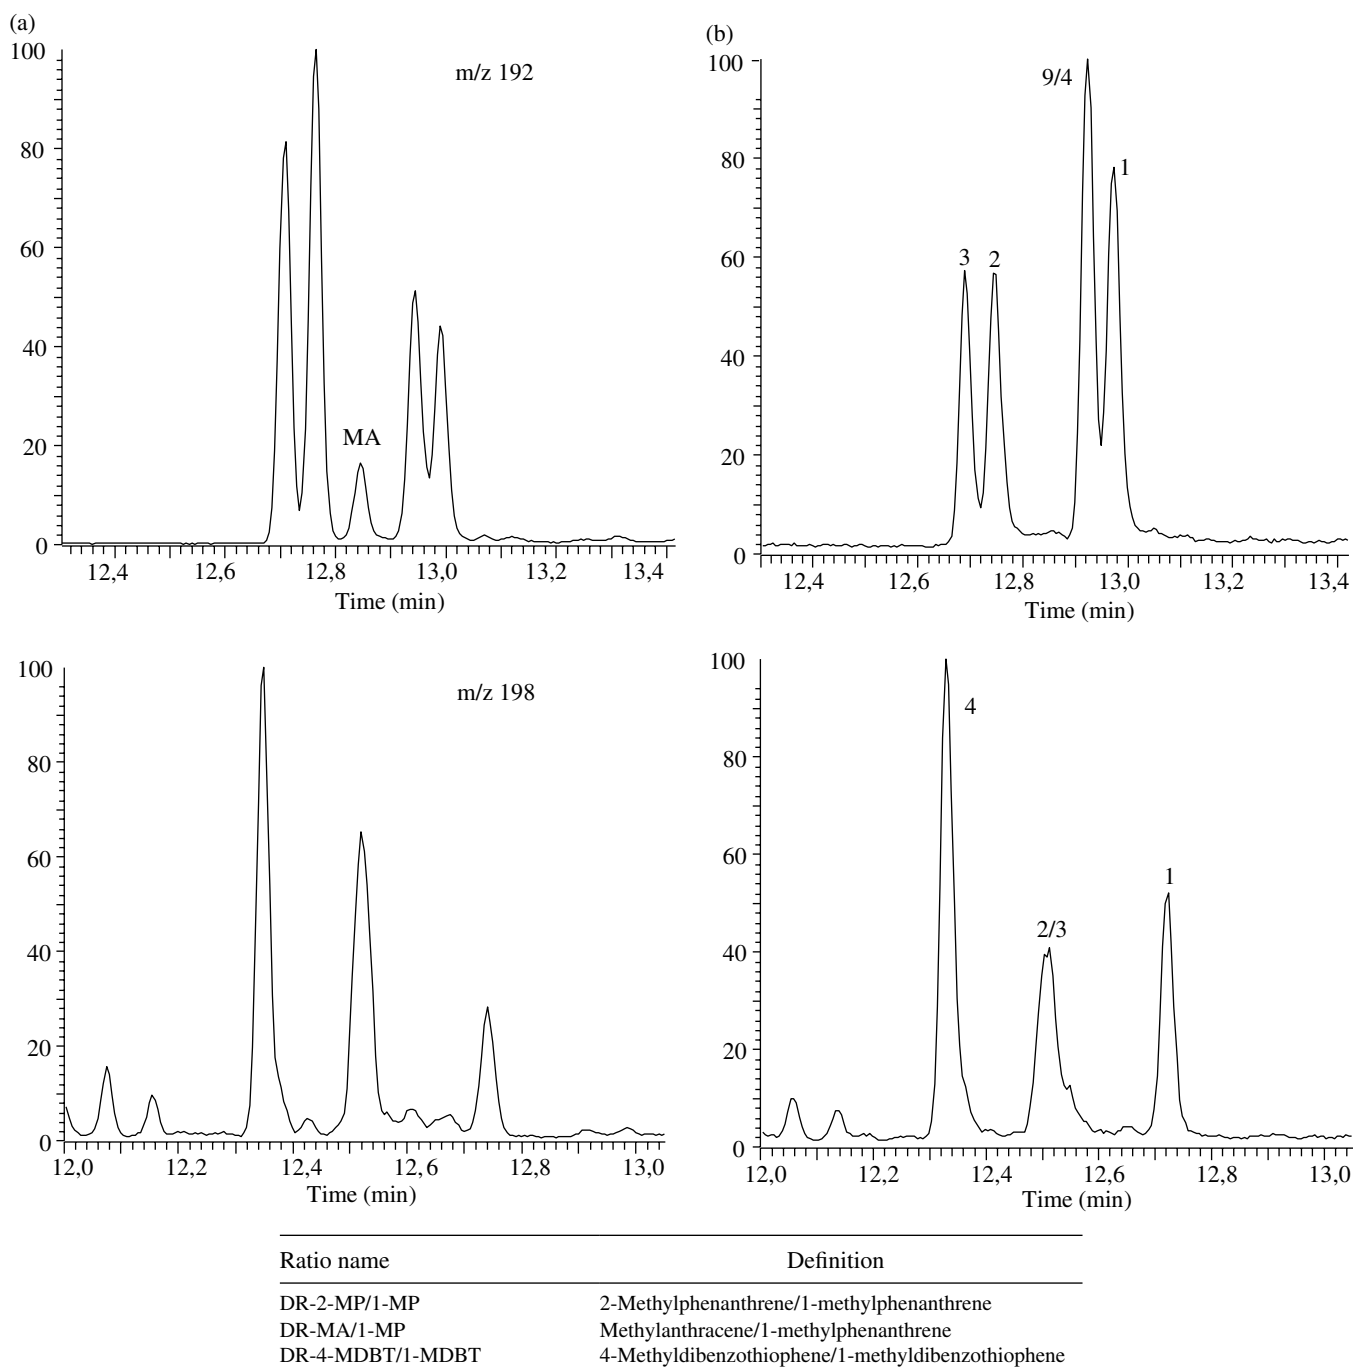 (a)
100
80
60
40
20
0
m/z 192
MA
12,4 12,6 12,8 13,0 13,2 13,4
Time (min)
(b)
100
80
60
40
20
0
9/4
1
3 2
12,4 12,6 12,8 13,0 13,2 13,4
Time (min)
100
80
60
40
20
0
m/z 198
12,0 12,2 12,4 12,6 12,8 13,0
Time (min)
100
80
60
40
20
0
4
2/3
1
12,0 12,2 12,4 12,6 12,8 13,0
Time (min)
Ratio name Definition
DR-2-MP/1-MP 2-Methylphenanthrene/1-methylphenanthrene
DR-MA/1-MP Methylanthracene/1-methylphenanthrene
DR-4-MDBT/1-MDBT 4-Methyldibenzothiophene/1-methyldibenzothiophene